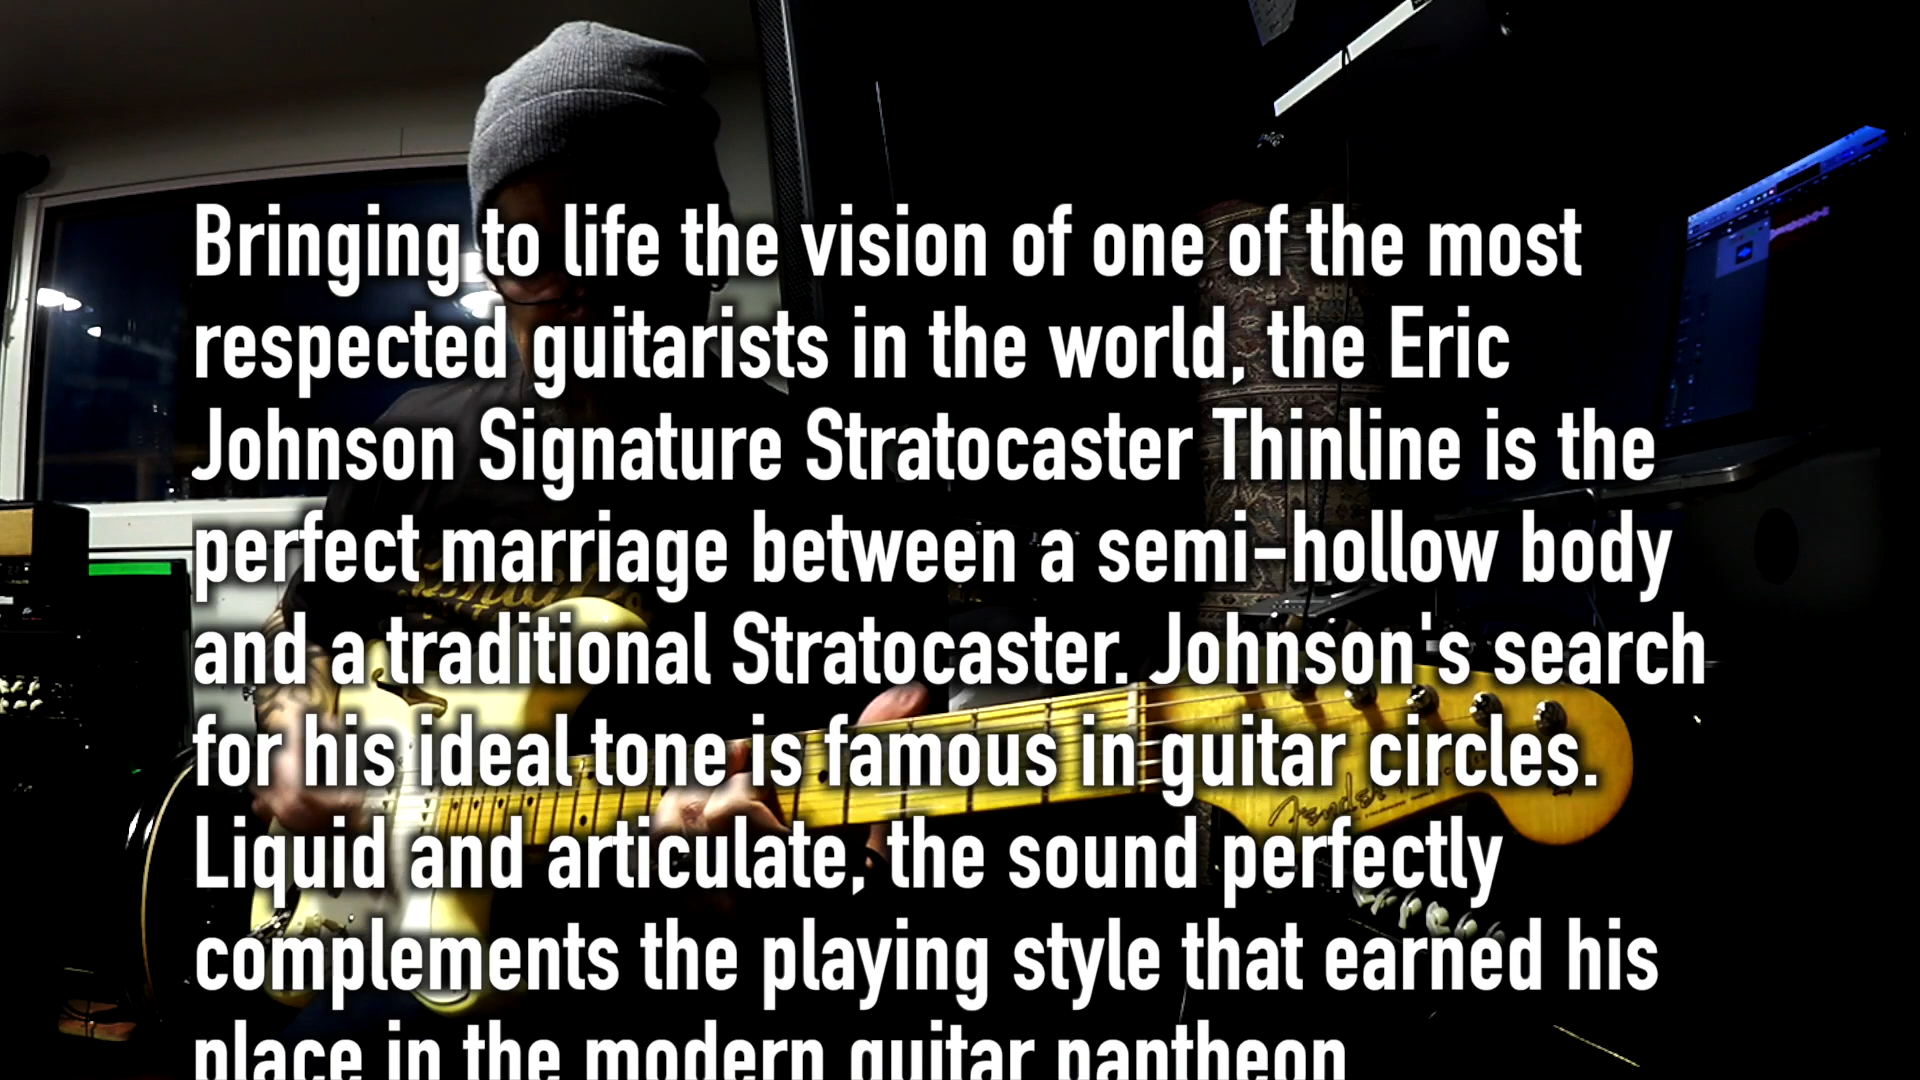 Bringing to life the vision of one of the most
respected guitarists in the world, the Eric
Johnson Signature Stratocaster Thinline is the
perfect marriage between a semi-hollow body
and a traditional Stratocaster. Johnson's search
for his ideal tone is famous in guitar circles.
Liquid and articulate, the sound perfectly
complements the playing style that earned his
place in the modern guitar pantheon
Fender